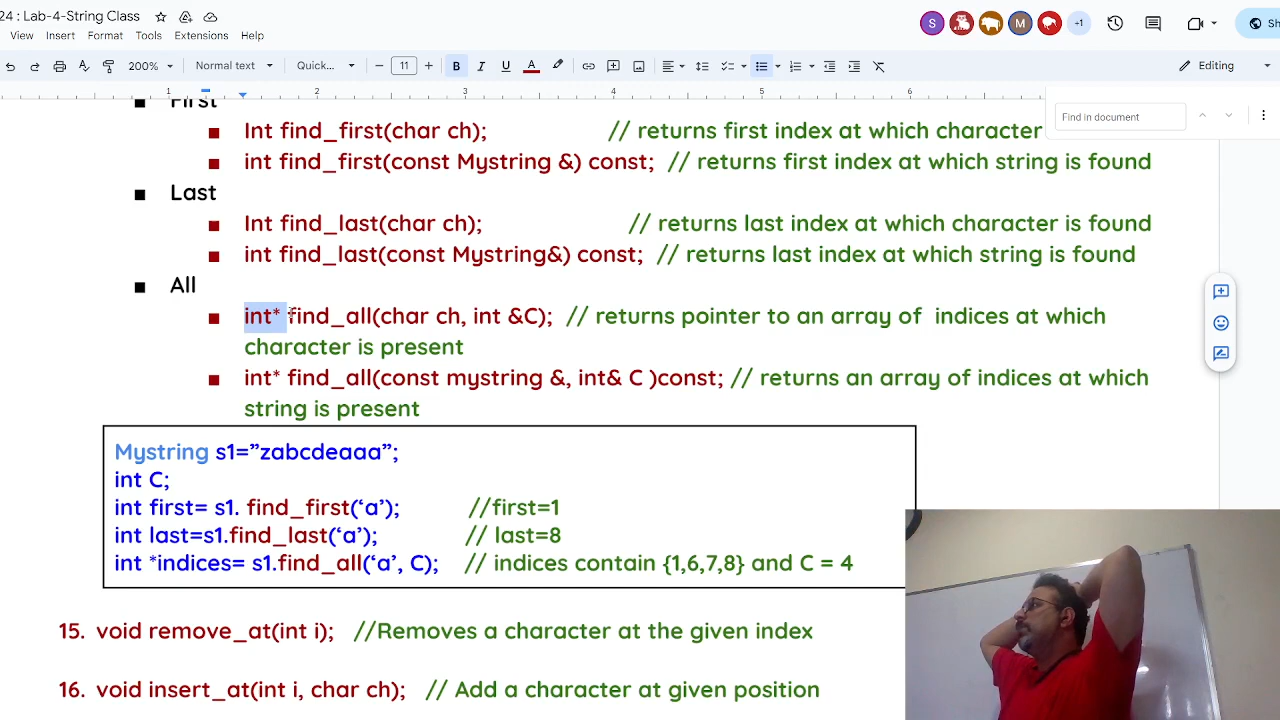 24 : Lab-4-String Class
View Insert Format Tools Extensions Help
S M +1 Sh
200% Normal text Quick... − 11 + B I U A Editing
1 2 3 4 5 6
Find in document
First
Int find_first(char ch); // returns first index at which character
int find_first(const Mystring &) const; // returns first index at which string is found
Last
Int find_last(char ch); // returns last index at which character is found
int find_last(const Mystring&) const; // returns last index at which string is found
All
int* find_all(char ch, int &C); // returns pointer to an array of indices at which
character is present
int* find_all(const mystring &, int& C )const; // returns an array of indices at which
string is present
Mystring s1=”zabcdeaaa”;
int C;
int first= s1. find_first(‘a’); //first=1
int last=s1.find_last(‘a’); // last=8
int *indices= s1.find_all(‘a’, C); // indices contain {1,6,7,8} and C = 4
15. void remove_at(int i); //Removes a character at the given index
16. void insert_at(int i, char ch); // Add a character at given position